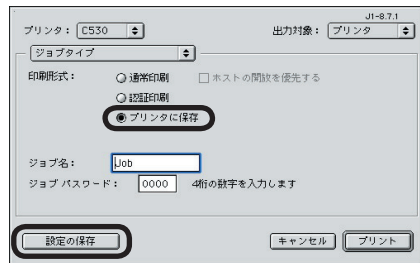 J1-8.7.1
プリンタ： C530 出力対象： プリンタ
ジョブタイプ
印刷形式： 通常印刷 ホストの開放を優先する
認証印刷
プリンタに保存
ジョブ名： Job
ジョブ パスワード： 0000 4桁の数字を入力します
設定の保存 キャンセル プリント